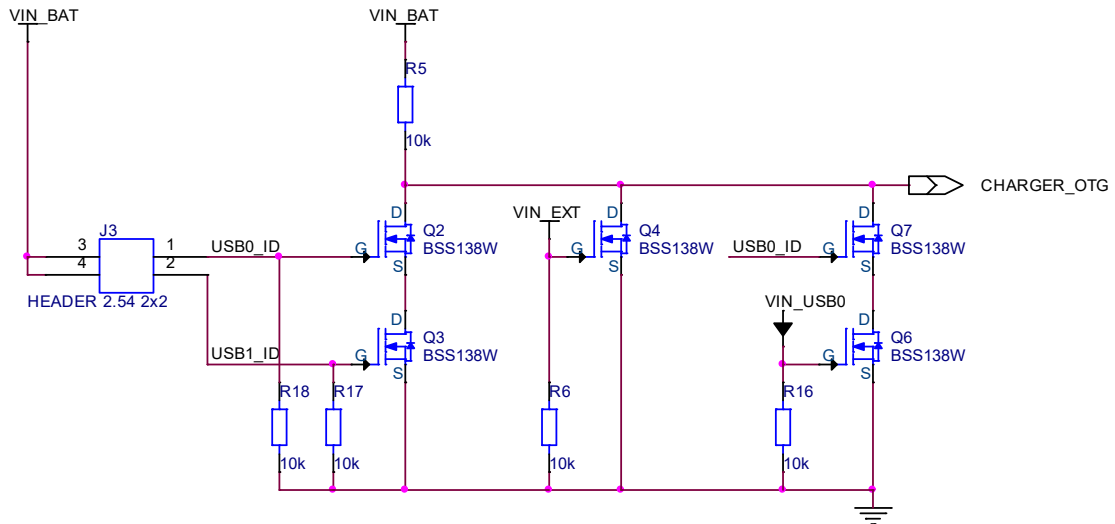 VIN_BAT
VIN_BAT
R5
10k
CHARGER_OTG
J3
3
1
4
2
HEADER 2.54 2x2
USB0_ID
USB1_ID
D
G
S
Q2
BSS138W
VIN_EXT
D
G
S
Q4
BSS138W
USB0_ID
D
G
S
Q7
BSS138W
D
G
S
Q3
BSS138W
VIN_USB0
D
G
S
Q6
BSS138W
R18
10k
R17
10k
R6
10k
R16
10k